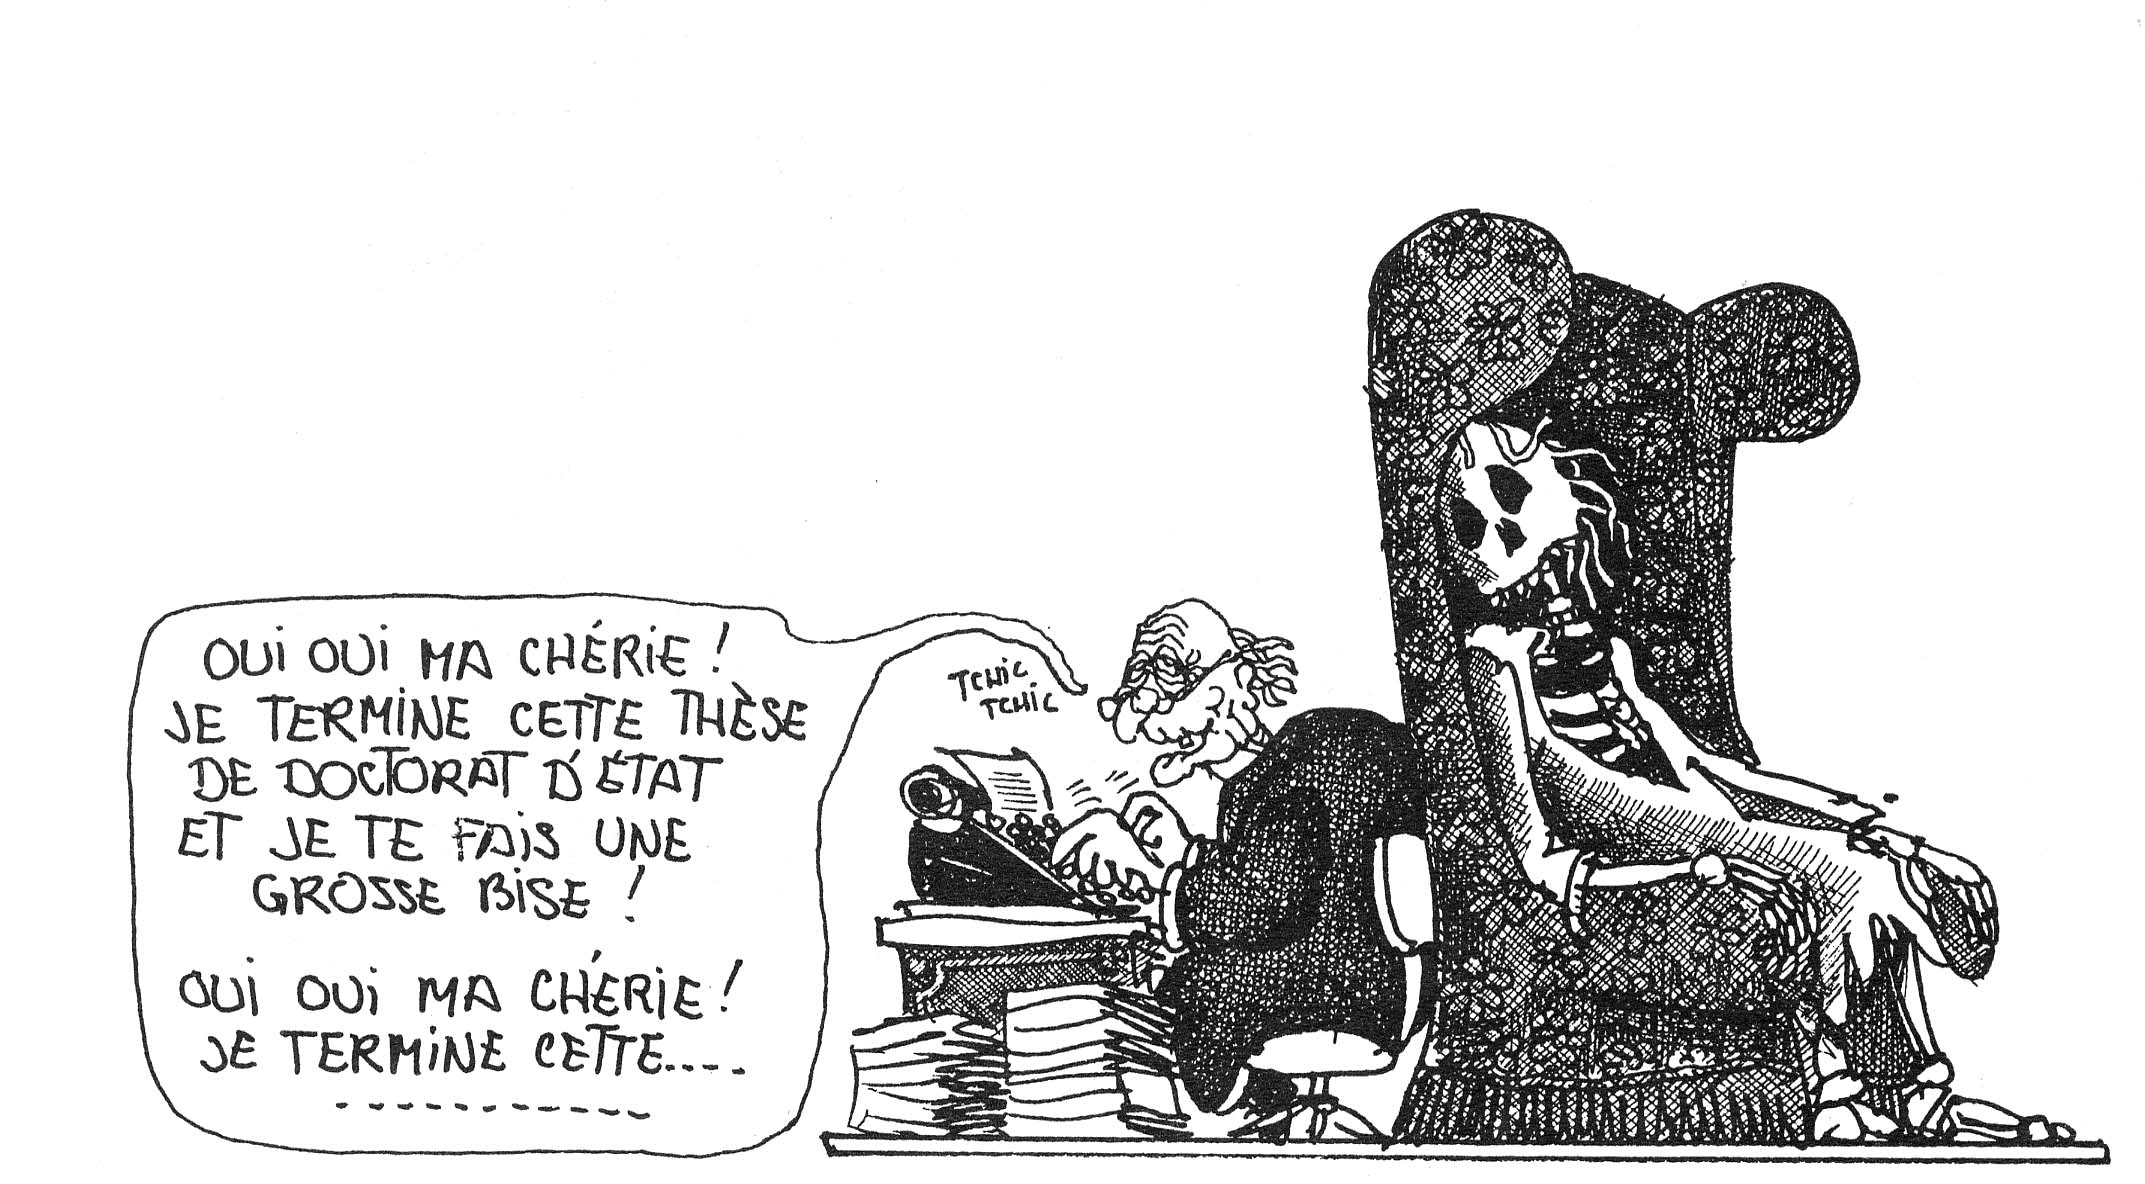 OUI OUI MA CHÉRIE !
JE TERMINE CETTE THÈSE
DE DOCTORAT D'ÉTAT
ET JE TE FAIS UNE
GROSSE BISE !
OUI OUI MA CHÉRIE !
JE TERMINE CETTE.....
- - - - - - - - - - -
TCHIC
TCHIC